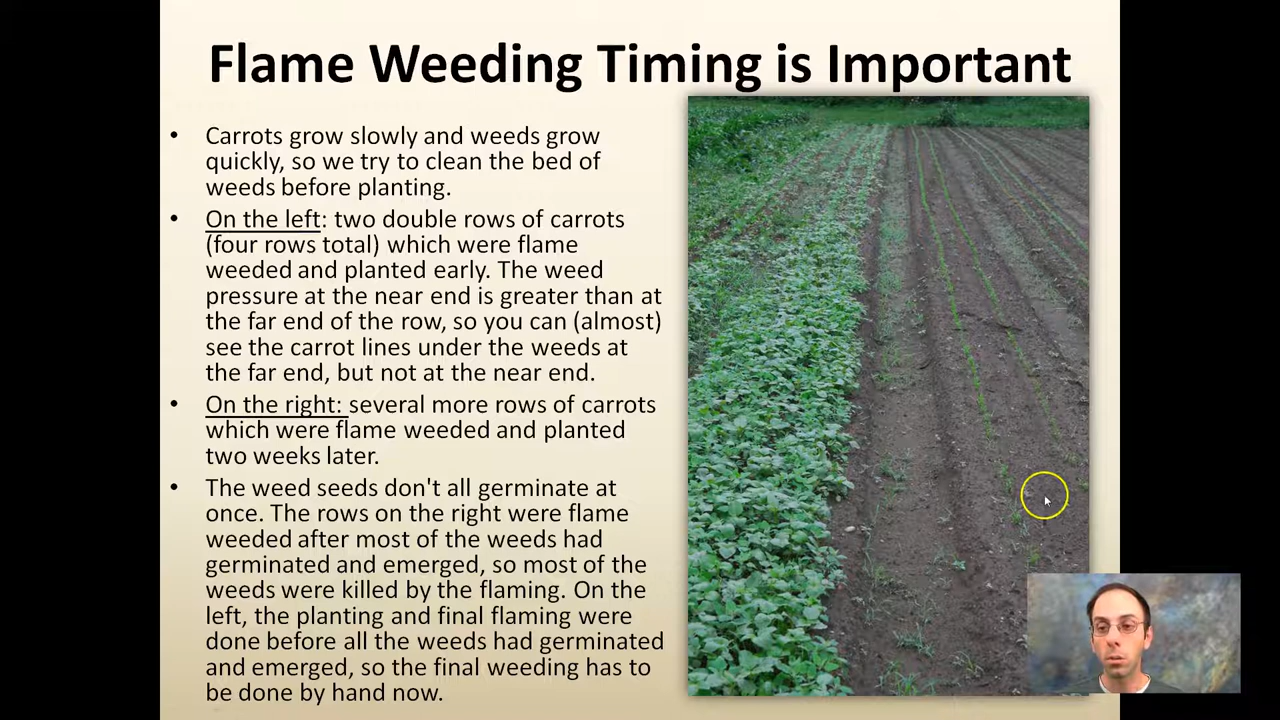 Flame Weeding Timing is Important
• Carrots grow slowly and weeds grow
quickly, so we try to clean the bed of
weeds before planting.
• On the left: two double rows of carrots
(four rows total) which were flame
weeded and planted early. The weed
pressure at the near end is greater than at
the far end of the row, so you can (almost)
see the carrot lines under the weeds at
the far end, but not at the near end.
• On the right: several more rows of carrots
which were flame weeded and planted
two weeks later.
• The weed seeds don't all germinate at
once. The rows on the right were flame
weeded after most of the weeds had
germinated and emerged, so most of the
weeds were killed by the flaming. On the
left, the planting and final flaming were
done before all the weeds had germinated
and emerged, so the final weeding has to
be done by hand now.